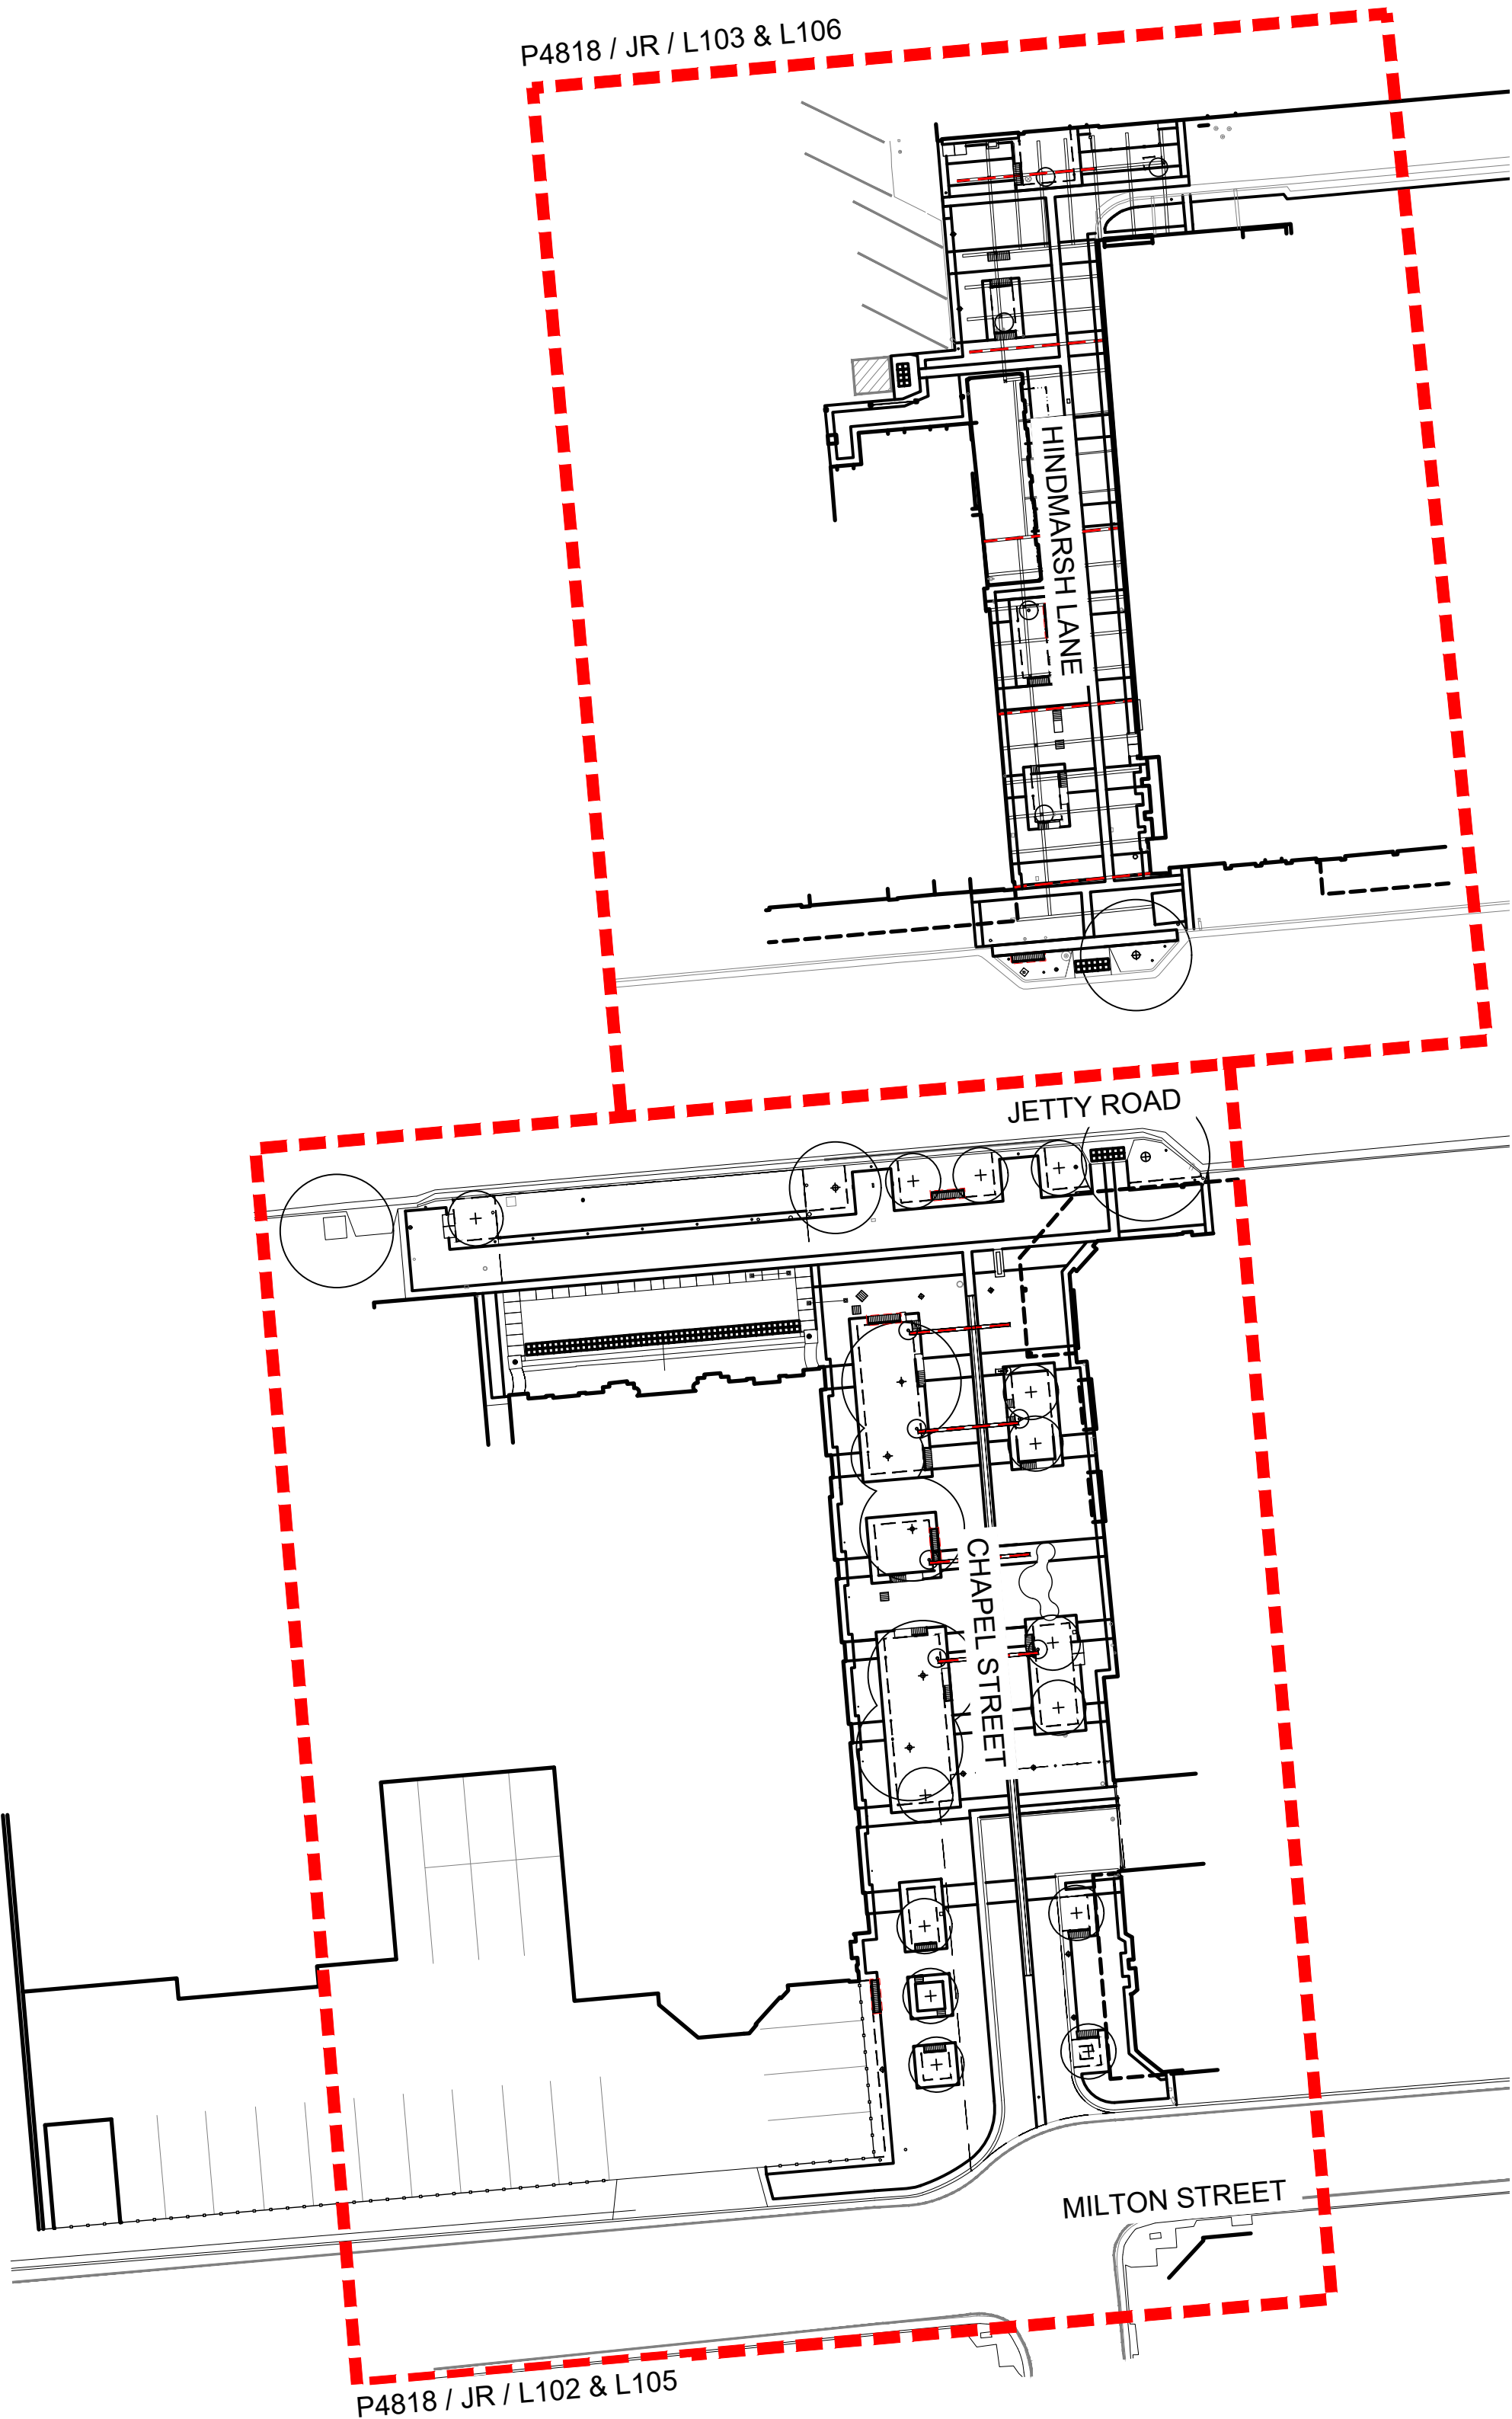 P4818 / JR / L103 & L106
HINDMARSH LANE
JETTY ROAD
CHAPEL STREET
MILTON STREET
P4818 / JR / L102 & L105